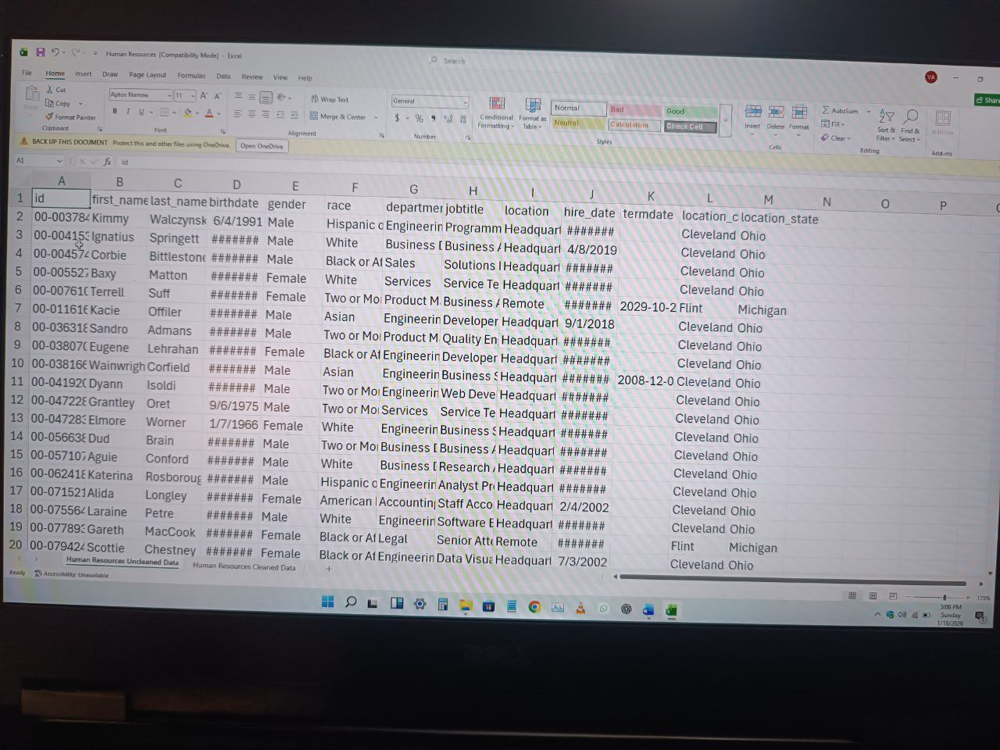 Human Resources [Compatibility Mode] - Excel
Search
VA
File Home Insert Draw Page Layout Formulas Data Review View Help
Share
Cut
Copy
Format Painter
Clipboard
Aptos Narrow 11
B I U
Font
Wrap Text
Merge & Center
Alignment
General
$ % ,
Number
Conditional Formatting
Format as Table
Normal Bad Good
Neutral Calculation Check Cell
Styles
Insert Delete Format
Cells
AutoSum
Fill
Clear
Sort & Filter
Find & Select
Editing
Add-ins
Add-ins
BACK UP THIS DOCUMENT Protect this and other files using OneDrive. Open OneDrive
A1 fx id
A B C D E F G H I J K L M N O P
1 id first_name last_name birthdate gender race departmer jobtitle location hire_date termdate location_c location_state
2 00-003784 Kimmy Walczynsk 6/4/1991 Male Hispanic o Engineerin Programm Headquart ####### Cleveland Ohio
3 00-004153 Ignatius Springett ####### Male White Business D Business A Headquart 4/8/2019 Cleveland Ohio
4 00-004574 Corbie Bittlestone ####### Male Black or Af Sales Solutions Headquart ####### Cleveland Ohio
5 00-005527 Baxy Matton ####### Female White Services Service Te Headquart ####### Cleveland Ohio
6 00-007610 Terrell Suff ####### Female Two or Mo Product M Business A Remote ####### 2029-10-2 Flint Michigan
7 00-011616 Kacie Offiler ####### Male Asian Engineerin Developer Headquart 9/1/2018 Cleveland Ohio
8 00-036318 Sandro Admans ####### Male Two or Mo Product M Quality En Headquart ####### Cleveland Ohio
9 00-038070 Eugene Lehrahan ####### Female Black or Af Engineerin Developer Headquart ####### Cleveland Ohio
10 00-038166 Wainwrigh Corfield ####### Male Asian Engineerin Business S Headquart ####### 2008-12-0 Cleveland Ohio
11 00-041920 Dyann Isoldi ####### Male Two or Mo Engineerin Web Deve Headquart ####### Cleveland Ohio
12 00-047228 Grantley Oret 9/6/1975 Male Two or Mo Services Service Te Headquart ####### Cleveland Ohio
13 00-047283 Elmore Worner 1/7/1966 Female White Engineerin Business S Headquart ####### Cleveland Ohio
14 00-056638 Dud Brain ####### Male Two or Mo Business D Business A Headquart ####### Cleveland Ohio
15 00-057107 Aguie Conford ####### Male White Business D Research Headquart ####### Cleveland Ohio
16 00-062418 Katerina Rosboroug ####### Male Hispanic o Engineerin Analyst Pr Headquart ####### Cleveland Ohio
17 00-071521 Alida Longley ####### Female American Accounting Staff Acco Headquart 2/4/2002 Cleveland Ohio
18 00-075564 Laraine Petre ####### Male White Engineerin Software E Headquart ####### Cleveland Ohio
19 00-077893 Gareth MacCook ####### Female Black or Af Legal Senior Atto Remote ####### Flint Michigan
20 00-079424 Scottie Chestney ####### Female Black or Af Engineerin Data Visua Headquart 7/3/2002 Cleveland Ohio
Human Resources Uncleaned Data Human Resources Cleaned Data +
Ready Accessibility: Unavailable
175%
5:08 PM
Sunday
1/18/2026
DELL